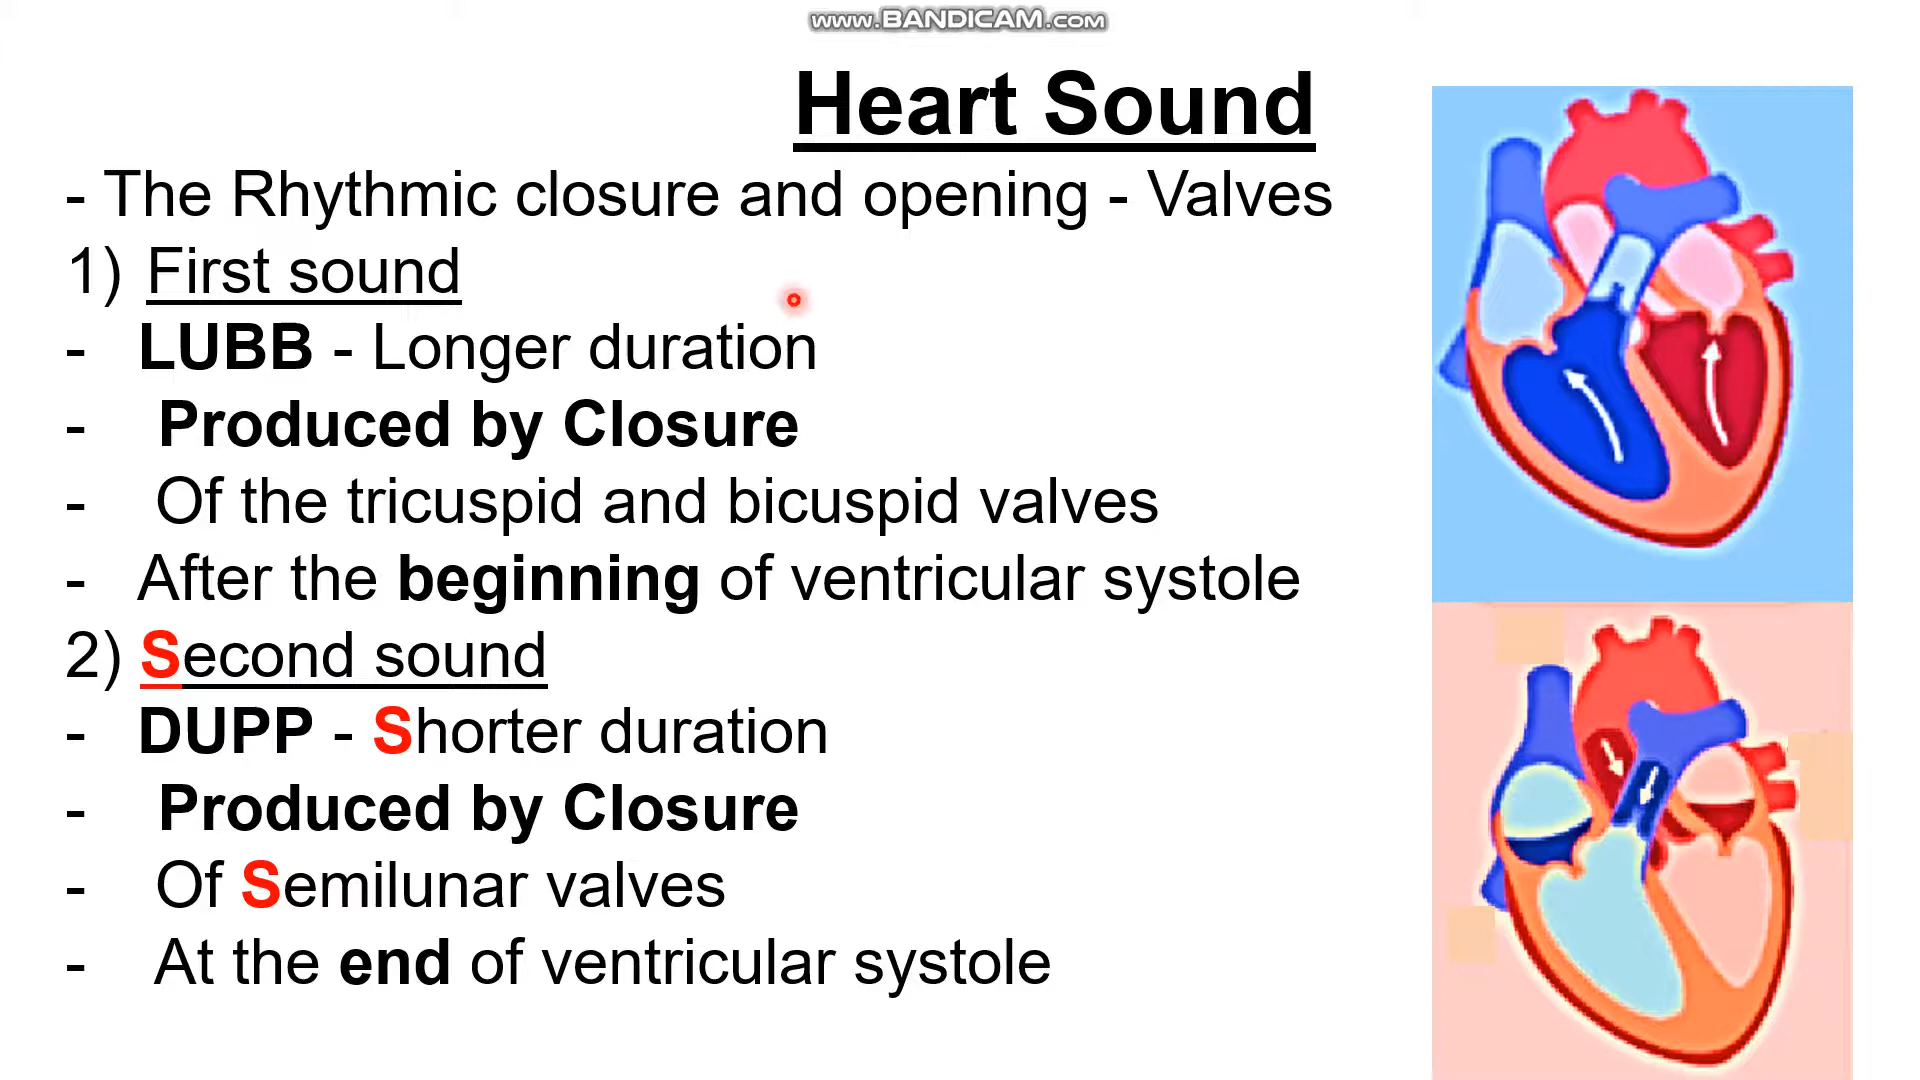 www.BANDICAM.com
Heart Sound
- The Rhythmic closure and opening - Valves
1) First sound
- LUBB - Longer duration
- Produced by Closure
- Of the tricuspid and bicuspid valves
- After the beginning of ventricular systole
2) Second sound
- DUPP - Shorter duration
- Produced by Closure
- Of Semilunar valves
- At the end of ventricular systole